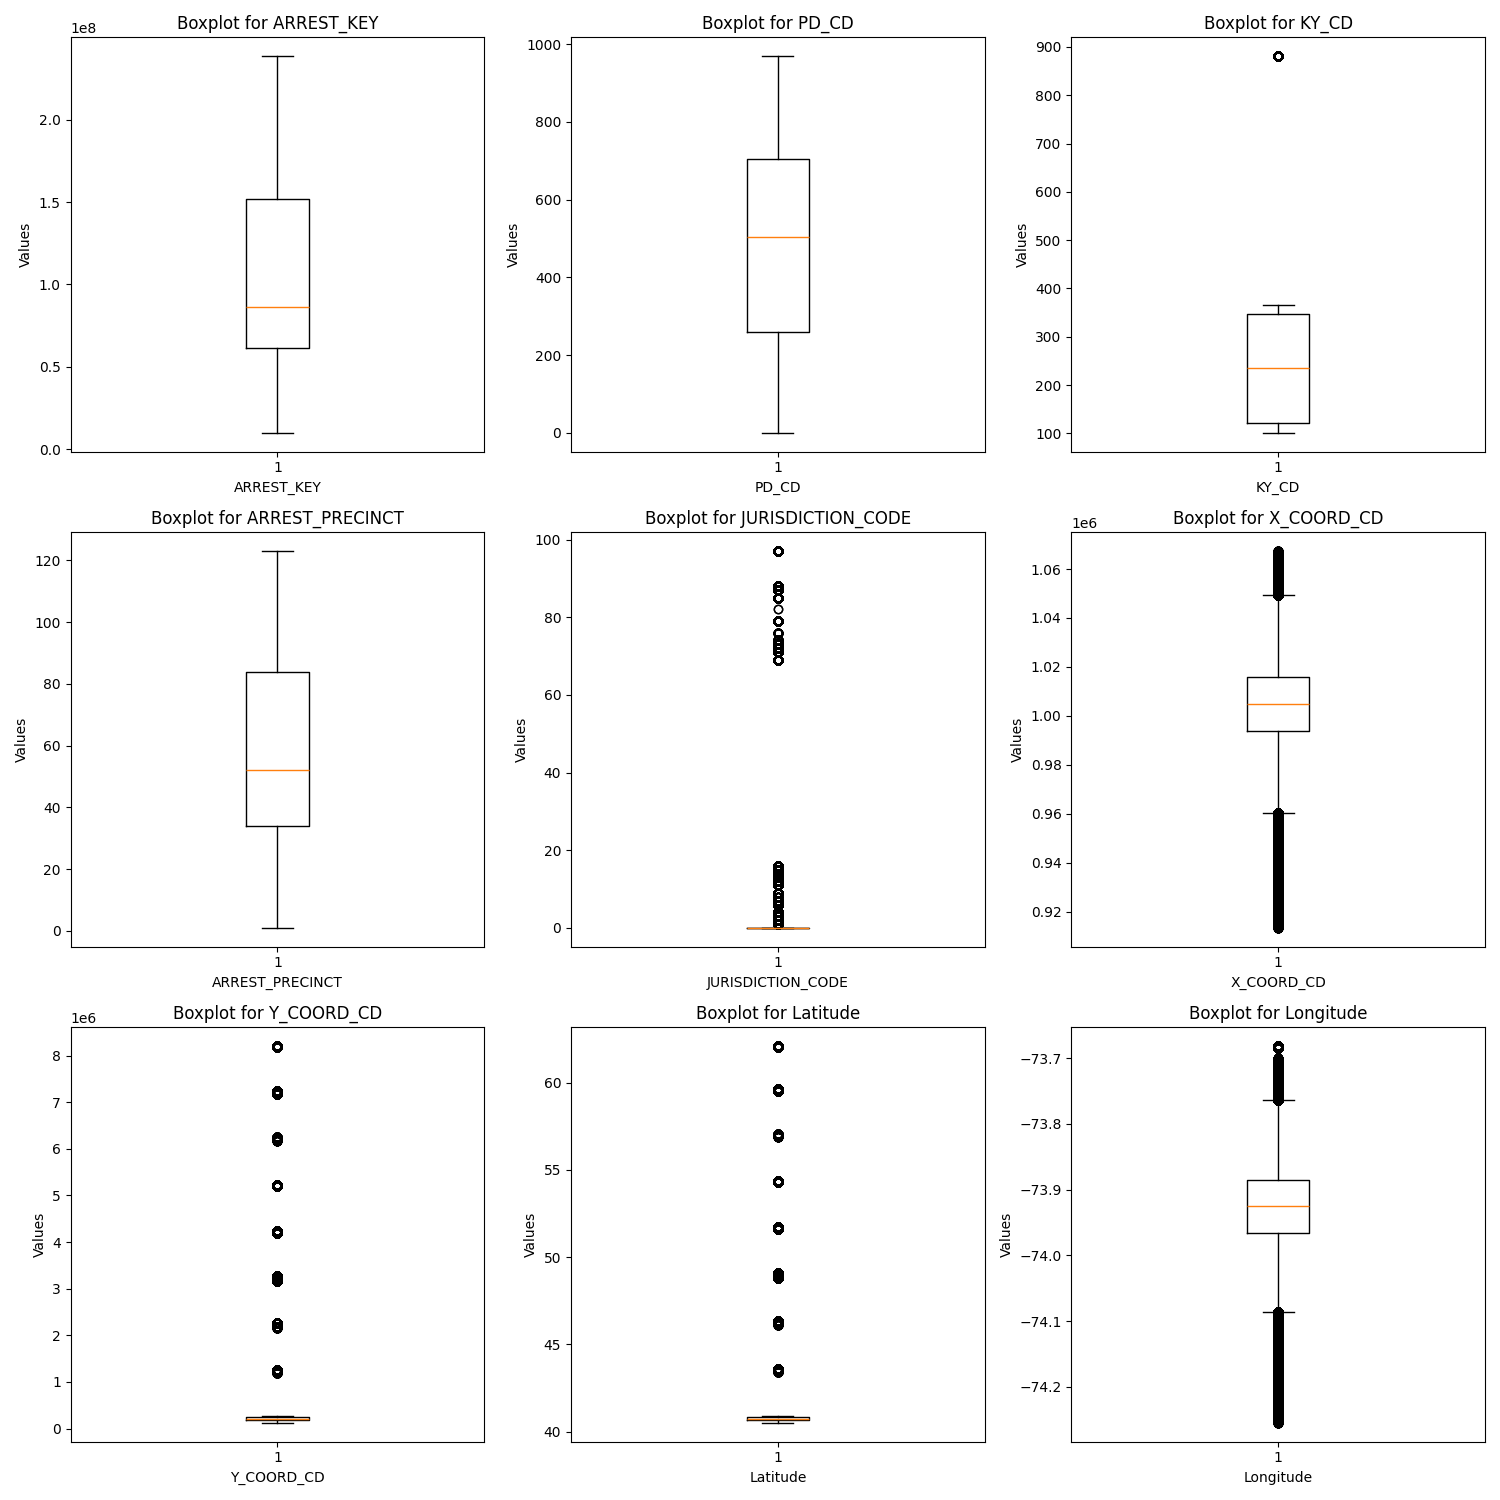 Boxplot for ARREST_KEY
1e8
2.0
1.5
1.0
0.5
0.0
Values
1
ARREST_KEY
Boxplot for PD_CD
1000
800
600
400
200
0
Values
1
PD_CD
Boxplot for KY_CD
900
800
700
600
500
400
300
200
100
Values
1
KY_CD
Boxplot for ARREST_PRECINCT
120
100
80
60
40
20
0
Values
1
ARREST_PRECINCT
Boxplot for JURISDICTION_CODE
100
80
60
40
20
0
Values
1
JURISDICTION_CODE
Boxplot for X_COORD_CD
1e6
1.06
1.04
1.02
1.00
0.98
0.96
0.94
0.92
Values
1
X_COORD_CD
Boxplot for Y_COORD_CD
1e6
8
7
6
5
4
3
2
1
0
Values
1
Y_COORD_CD
Boxplot for Latitude
60
55
50
45
40
Values
1
Latitude
Boxplot for Longitude
−73.7
−73.8
−73.9
−74.0
−74.1
−74.2
Values
1
Longitude